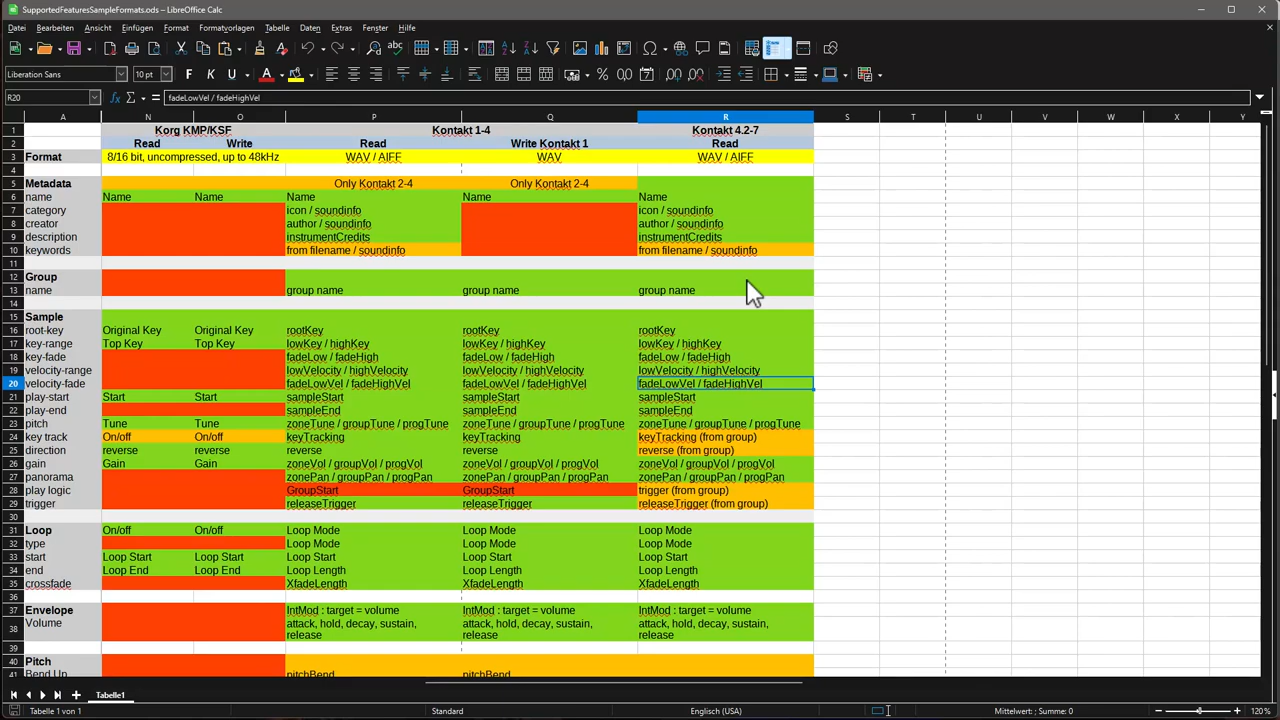 SupportedFeaturesSampleFormats.ods – LibreOffice Calc
Datei Bearbeiten Ansicht Einfügen Format Formatvorlagen Tabelle Daten Extras Fenster Hilfe
Liberation Sans 10 pt F K U
R20 fadeLowVel / fadeHighVel
A N O P Q R S T U V W X Y
1 Korg KMP/KSF Kontakt 1-4 Kontakt 4.2-7
2 Read Write Read Write Kontakt 1 Read
3 Format 8/16 bit, uncompressed, up to 48kHz WAV / AIFF WAV WAV / AIFF
4
5 Metadata Only Kontakt 2-4 Only Kontakt 2-4
6 name Name Name Name Name Name
7 category icon / soundinfo icon / soundinfo
8 creator author / soundinfo author / soundinfo
9 description instrumentCredits instrumentCredits
10 keywords from filename / soundinfo from filename / soundinfo
11
12 Group
13 name group name group name group name
14
15 Sample
16 root-key Original Key Original Key rootKey rootKey rootKey
17 key-range Top Key Top Key lowKey / highKey lowKey / highKey lowKey / highKey
18 key-fade fadeLow / fadeHigh fadeLow / fadeHigh fadeLow / fadeHigh
19 velocity-range lowVelocity / highVelocity lowVelocity / highVelocity lowVelocity / highVelocity
20 velocity-fade fadeLowVel / fadeHighVel fadeLowVel / fadeHighVel fadeLowVel / fadeHighVel
21 play-start Start Start sampleStart sampleStart sampleStart
22 play-end sampleEnd sampleEnd sampleEnd
23 pitch Tune Tune zoneTune / groupTune / progTune zoneTune / groupTune / progTune zoneTune / groupTune / progTune
24 key track On/off On/off keyTracking keyTracking keyTracking (from group)
25 direction reverse reverse reverse reverse reverse (from group)
26 gain Gain Gain zoneVol / groupVol / progVol zoneVol / groupVol / progVol zoneVol / groupVol / progVol
27 panorama zonePan / groupPan / progPan zonePan / groupPan / progPan zonePan / groupPan / progPan
28 play logic GroupStart GroupStart trigger (from group)
29 trigger releaseTrigger releaseTrigger releaseTrigger (from group)
30
31 Loop On/off On/off Loop Mode Loop Mode Loop Mode
32 type Loop Mode Loop Mode Loop Mode
33 start Loop Start Loop Start Loop Start Loop Start Loop Start
34 end Loop End Loop End Loop Length Loop Length Loop Length
35 crossfade XfadeLength XfadeLength XfadeLength
36
37 Envelope IntMod : target = volume IntMod : target = volume IntMod : target = volume
38 Volume attack, hold, decay, sustain, attack, hold, decay, sustain, attack, hold, decay, sustain,
release release release
39
40 Pitch
41 Bend Up pitchBend pitchBend
Tabelle1
Tabelle 1 von 1 Standard Englisch (USA) Mittelwert: ; Summe: 0 120 %